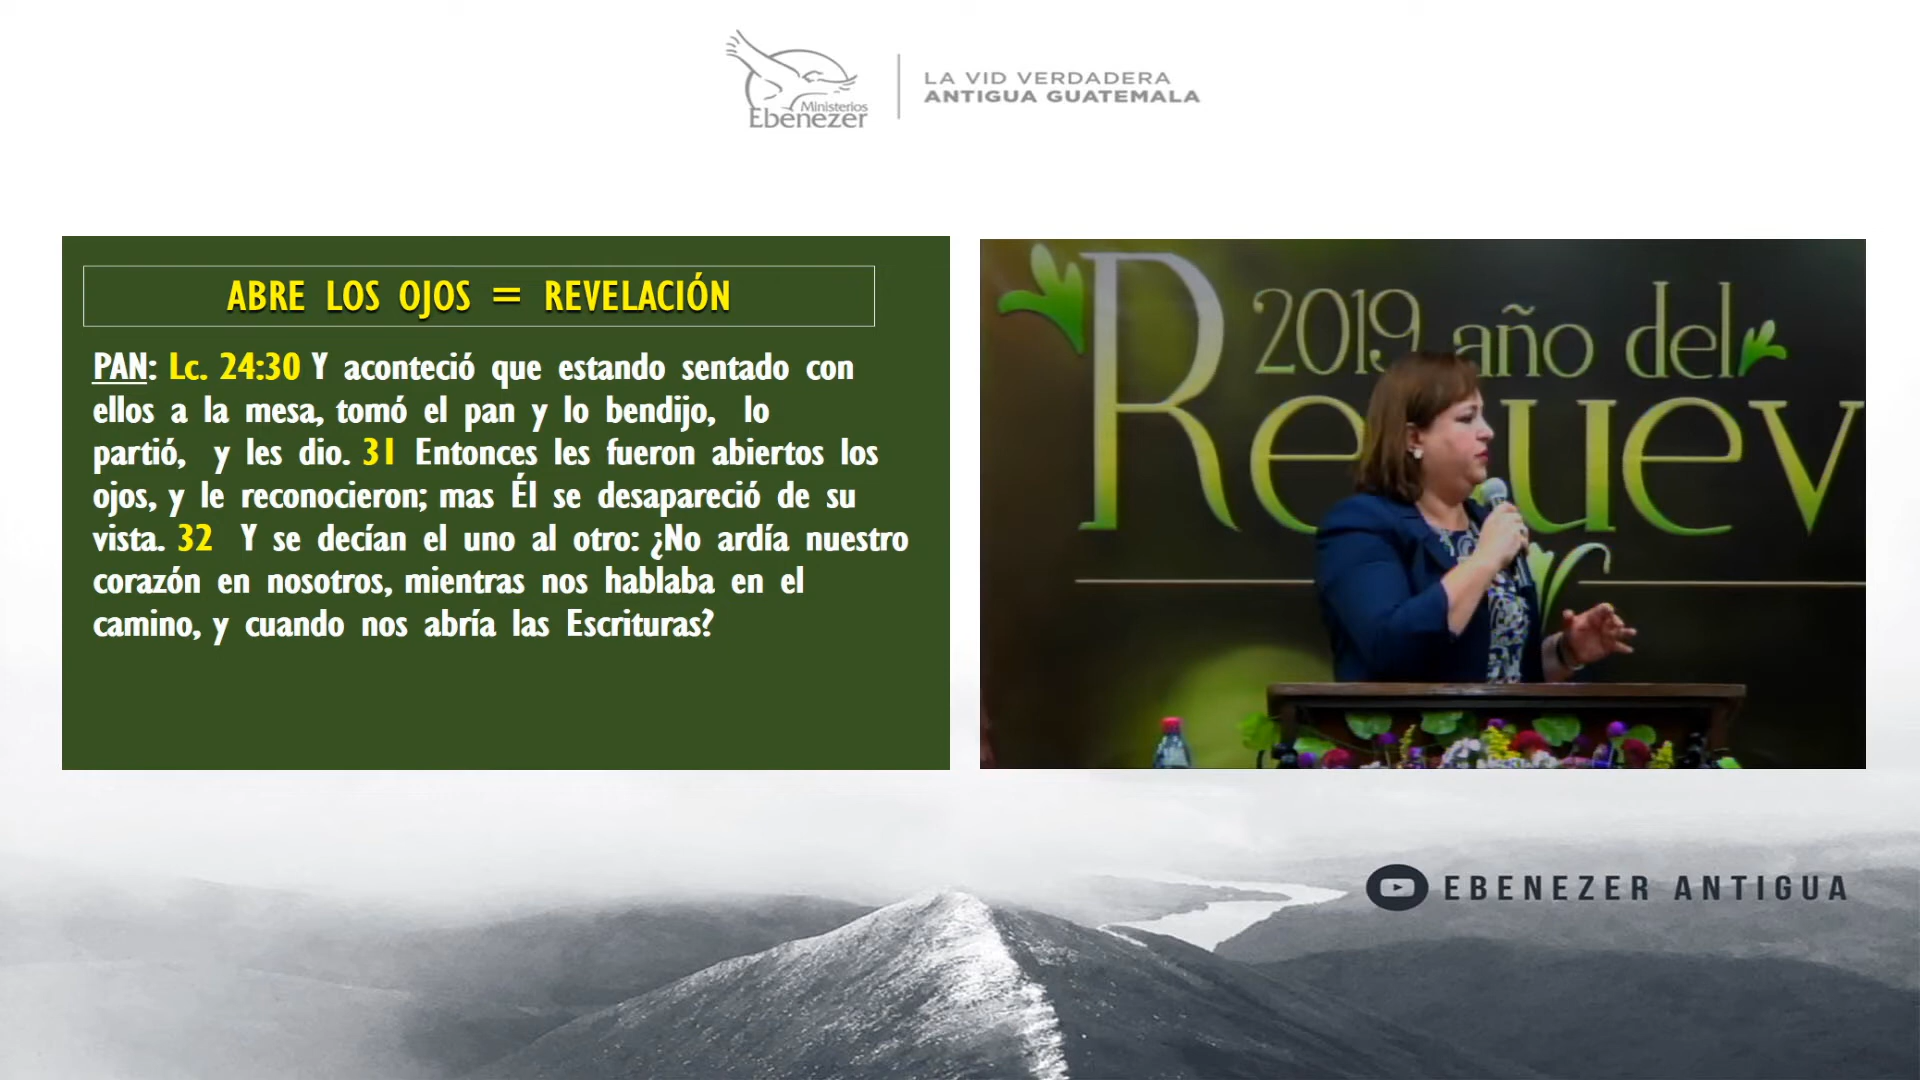 Ministerios
Ebenezer
LA VID VERDADERA
ANTIGUA GUATEMALA
ABRE LOS OJOS = REVELACIÓN
PAN: Lc. 24:30 Y aconteció que estando sentado con
ellos a la mesa, tomó el pan y lo bendijo, lo
partió, y les dio. 31 Entonces les fueron abiertos los
ojos, y le reconocieron; mas Él se desapareció de su
vista. 32 Y se decían el uno al otro: ¿No ardía nuestro
corazón en nosotros, mientras nos hablaba en el
camino, y cuando nos abría las Escrituras?
2019 año del
EBENEZER ANTIGUA